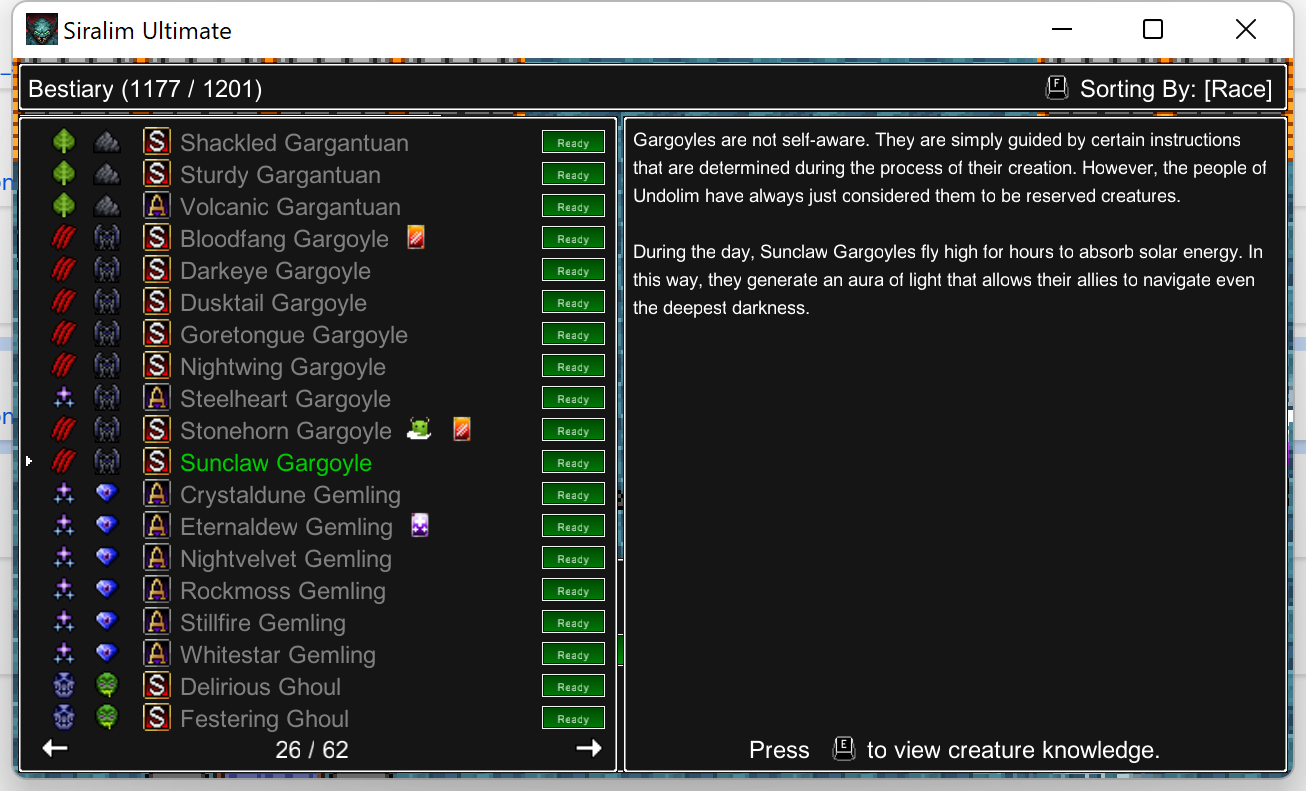 Siralim Ultimate
Bestiary (1177 / 1201)
F Sorting By: [Race]
S Shackled Gargantuan Ready
S Sturdy Gargantuan Ready
A Volcanic Gargantuan Ready
S Bloodfang Gargoyle Ready
S Darkeye Gargoyle Ready
S Dusktail Gargoyle Ready
S Goretongue Gargoyle Ready
S Nightwing Gargoyle Ready
A Steelheart Gargoyle Ready
S Stonehorn Gargoyle Ready
S Sunclaw Gargoyle Ready
A Crystaldune Gemling Ready
A Eternaldew Gemling Ready
A Nightvelvet Gemling Ready
A Rockmoss Gemling Ready
A Stillfire Gemling Ready
A Whitestar Gemling Ready
S Delirious Ghoul Ready
S Festering Ghoul Ready
26 / 62
Gargoyles are not self-aware. They are simply guided by certain instructions
that are determined during the process of their creation. However, the people of
Undolim have always just considered them to be reserved creatures.
During the day, Sunclaw Gargoyles fly high for hours to absorb solar energy. In
this way, they generate an aura of light that allows their allies to navigate even
the deepest darkness.
Press E to view creature knowledge.